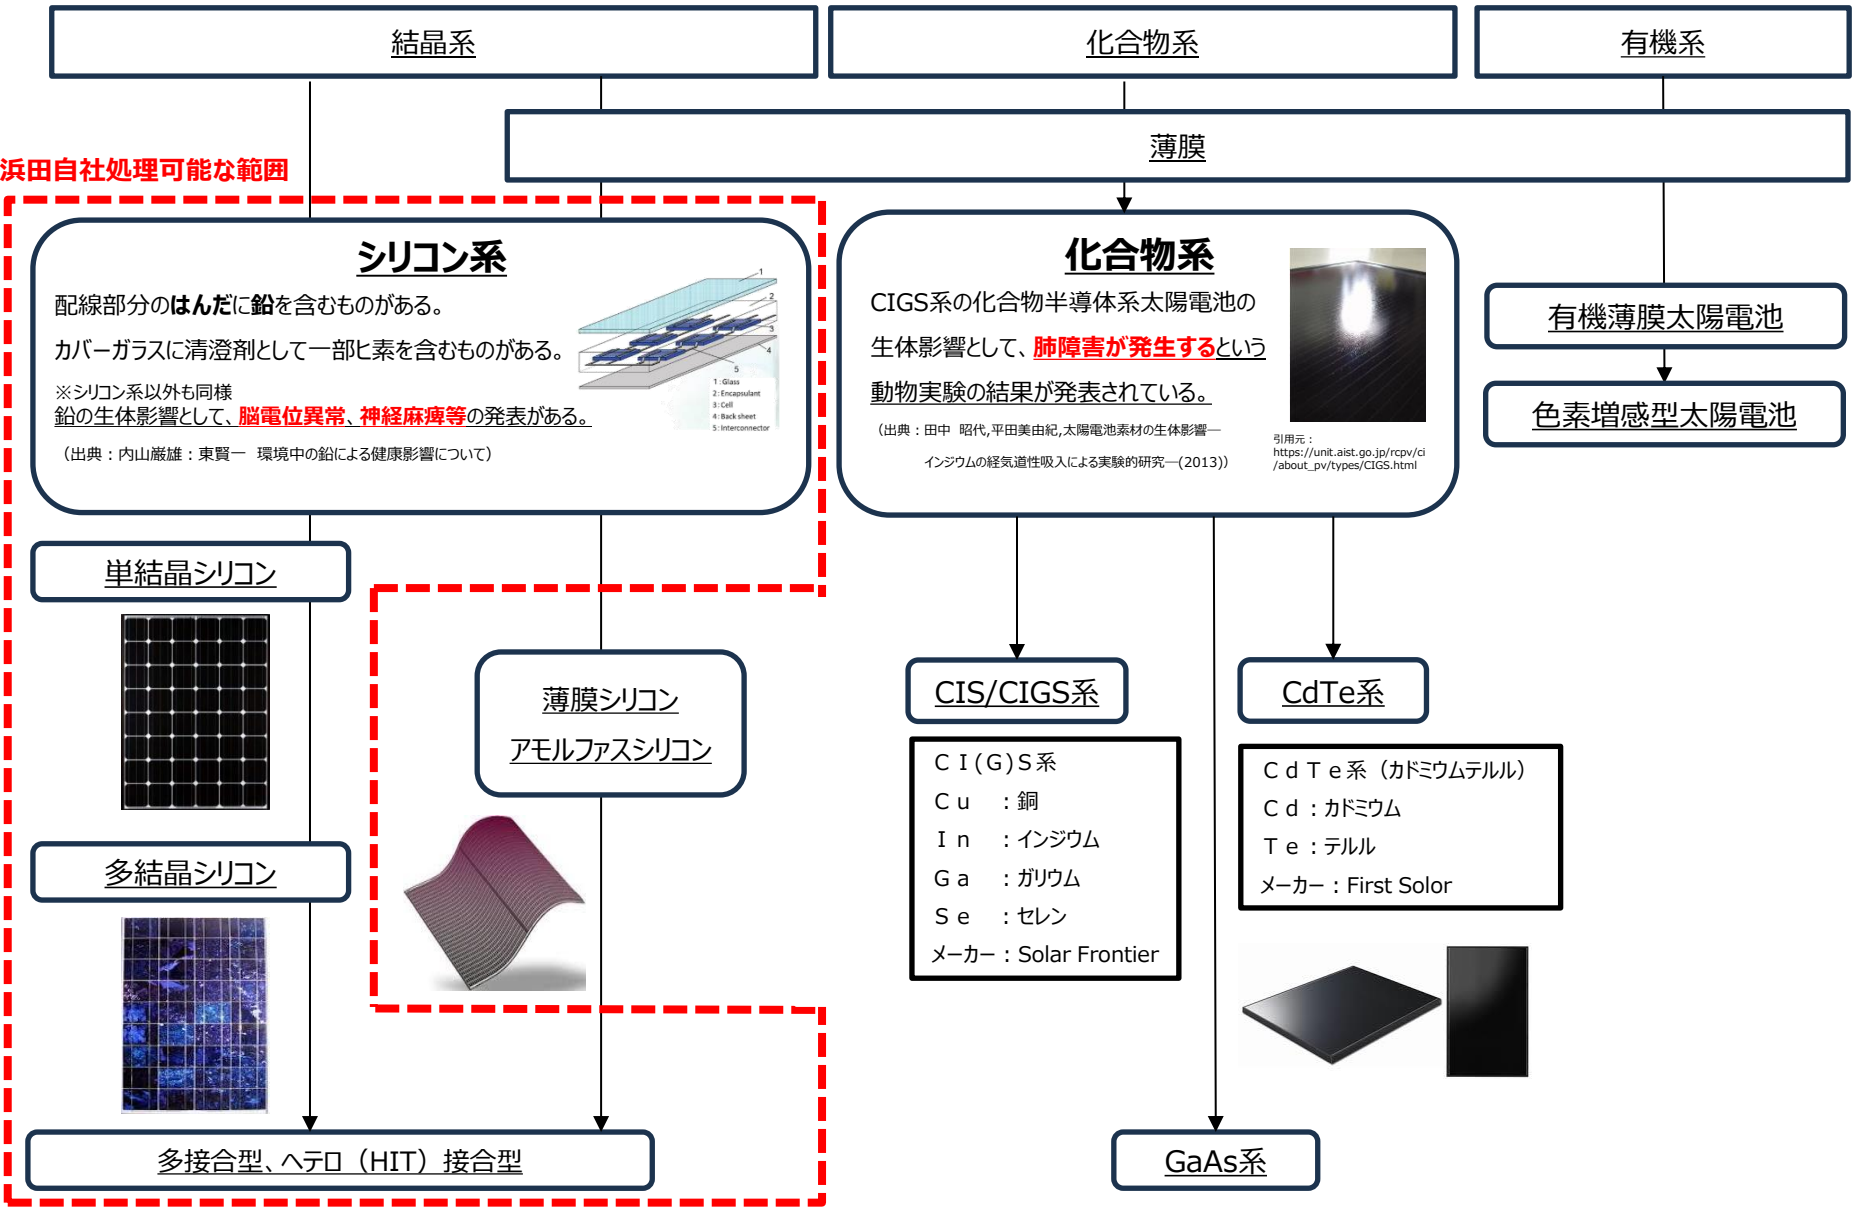 結晶系
化合物系
有機系
薄膜
浜田自社処理可能な範囲
シリコン系
配線部分のはんだに鉛を含むものがある。
カバーガラスに清澄剤として一部ヒ素を含むものがある。
※シリコン系以外も同様
鉛の生体影響として、脳電位異常、神経麻痺等の発表がある。
(出典：内山巌雄：東賢一 環境中の鉛による健康影響について)
1
2
3
4
5
1：Glass
2：Encapsulant
3：Cell
4：Back sheet
5：Interconnector
化合物系
CIGS系の化合物半導体系太陽電池の
生体影響として、肺障害が発生するという
動物実験の結果が発表されている。
(出典：田中 昭代,平田美由紀,太陽電池素材の生体影響―
インジウムの経気道性吸入による実験的研究―(2013))
引用元：
https://unit.aist.go.jp/rcpv/ci
/about_pv/types/CIGS.html
有機薄膜太陽電池
色素増感型太陽電池
単結晶シリコン
多結晶シリコン
薄膜シリコン
アモルファスシリコン
多接合型、ヘテロ（HIT）接合型
CIS/CIGS系
ＣＩ(Ｇ)Ｓ系
Ｃｕ ：銅
Ｉｎ ：インジウム
Ｇａ ：ガリウム
Ｓｅ ：セレン
メーカー：Solar Frontier
CdTe系
ＣｄＴｅ系（カドミウムテルル）
Ｃｄ：カドミウム
Ｔｅ：テルル
メーカー：First Solor
GaAs系